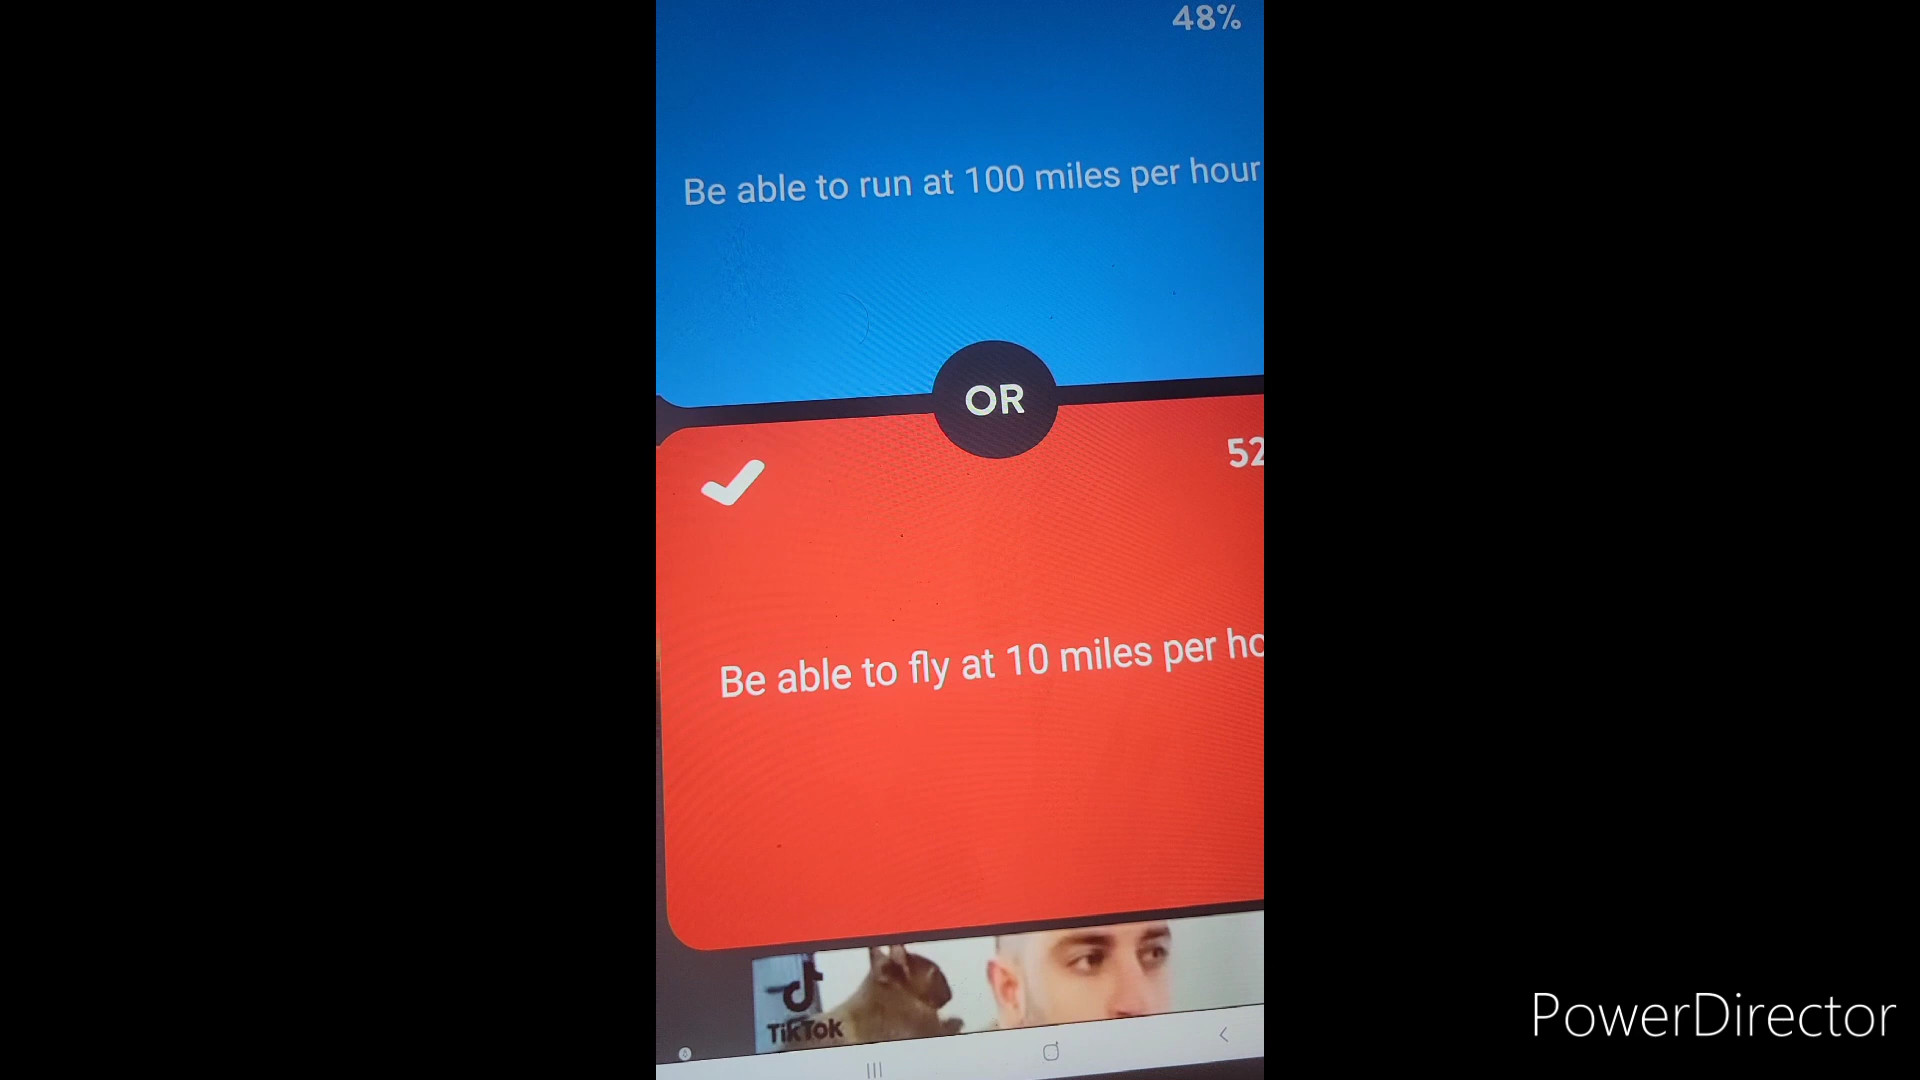 48%
Be able to run at 100 miles per hour
OR
52
Be able to fly at 10 miles per
TikTok
PowerDirector